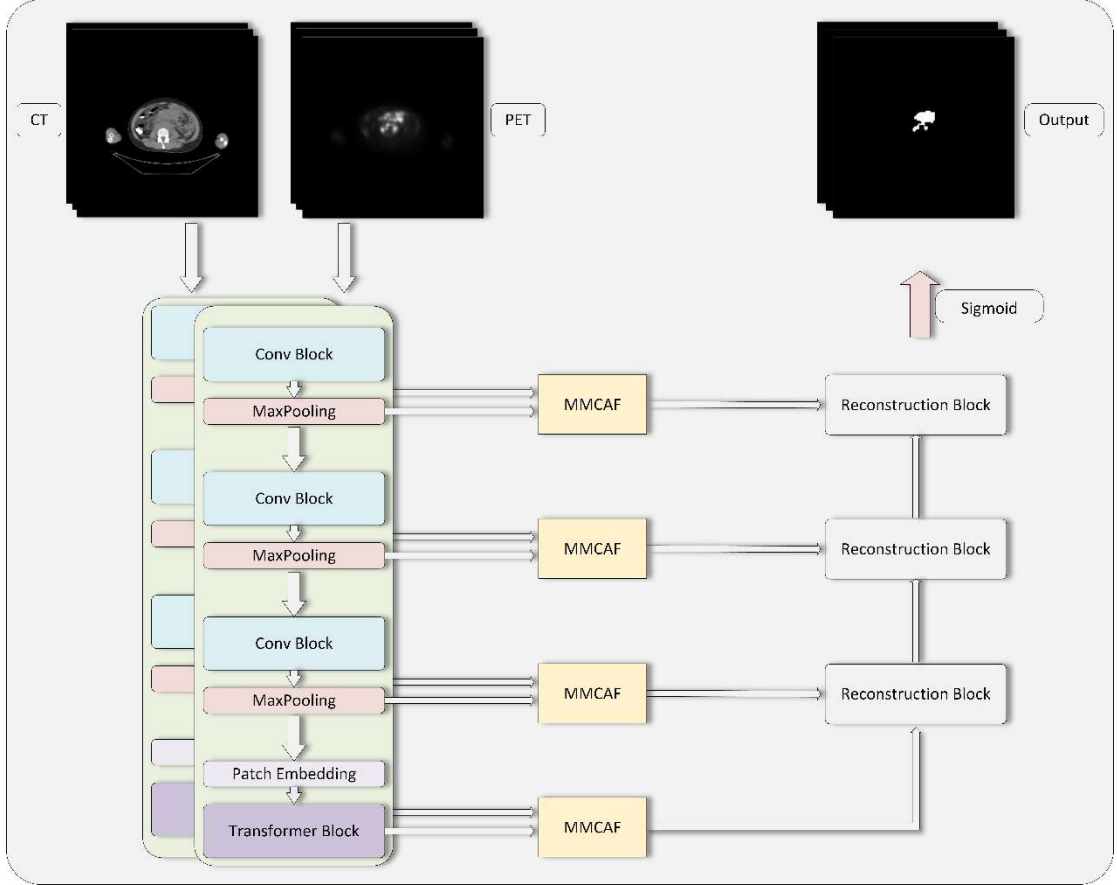 CT
PET
Output
Sigmoid
Conv Block
MaxPooling
MMCAF
Reconstruction Block
Conv Block
MaxPooling
MMCAF
Reconstruction Block
Conv Block
MaxPooling
MMCAF
Reconstruction Block
Patch Embedding
Transformer Block
MMCAF